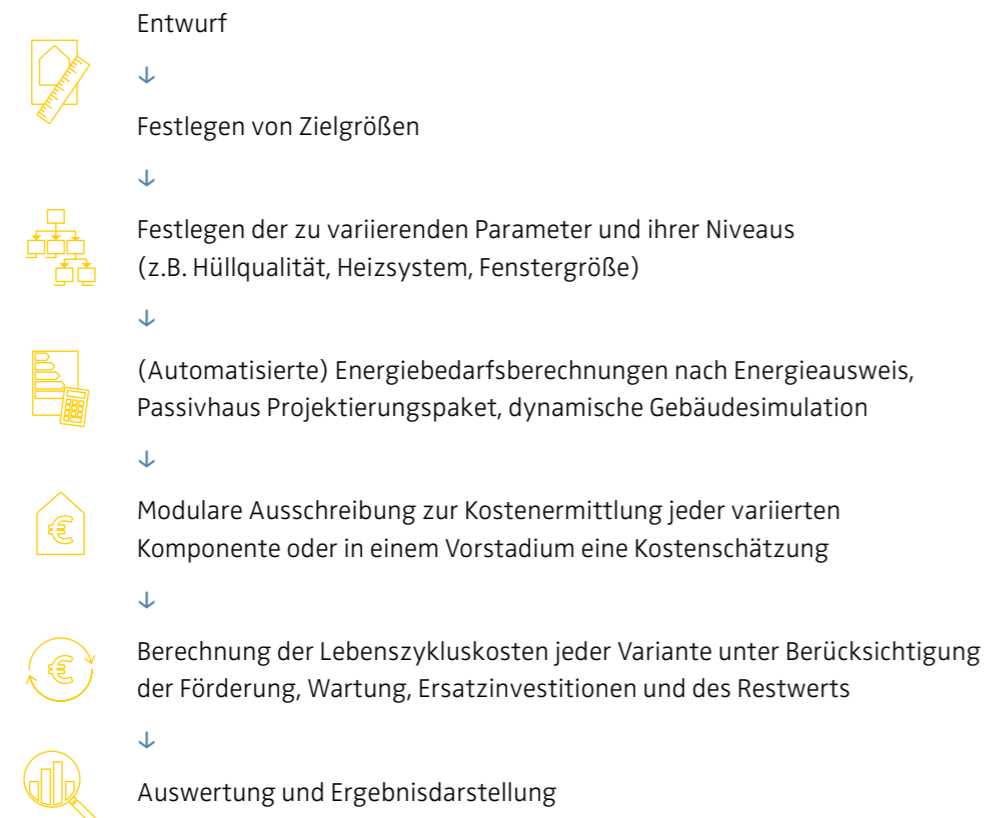 Entwurf
↓
Festlegen von Zielgrößen
↓
Festlegen der zu variierenden Parameter und ihrer Niveaus
(z.B. Hüllqualität, Heizsystem, Fenstergröße)
↓
(Automatisierte) Energiebedarfsberechnungen nach Energieausweis,
Passivhaus Projektierungspaket, dynamische Gebäudesimulation
↓
€
Modulare Ausschreibung zur Kostenermittlung jeder variierten
Komponente oder in einem Vorstadium eine Kostenschätzung
↓
€
Berechnung der Lebenszykluskosten jeder Variante unter Berücksichtigung
der Förderung, Wartung, Ersatzinvestitionen und des Restwerts
↓
Auswertung und Ergebnisdarstellung